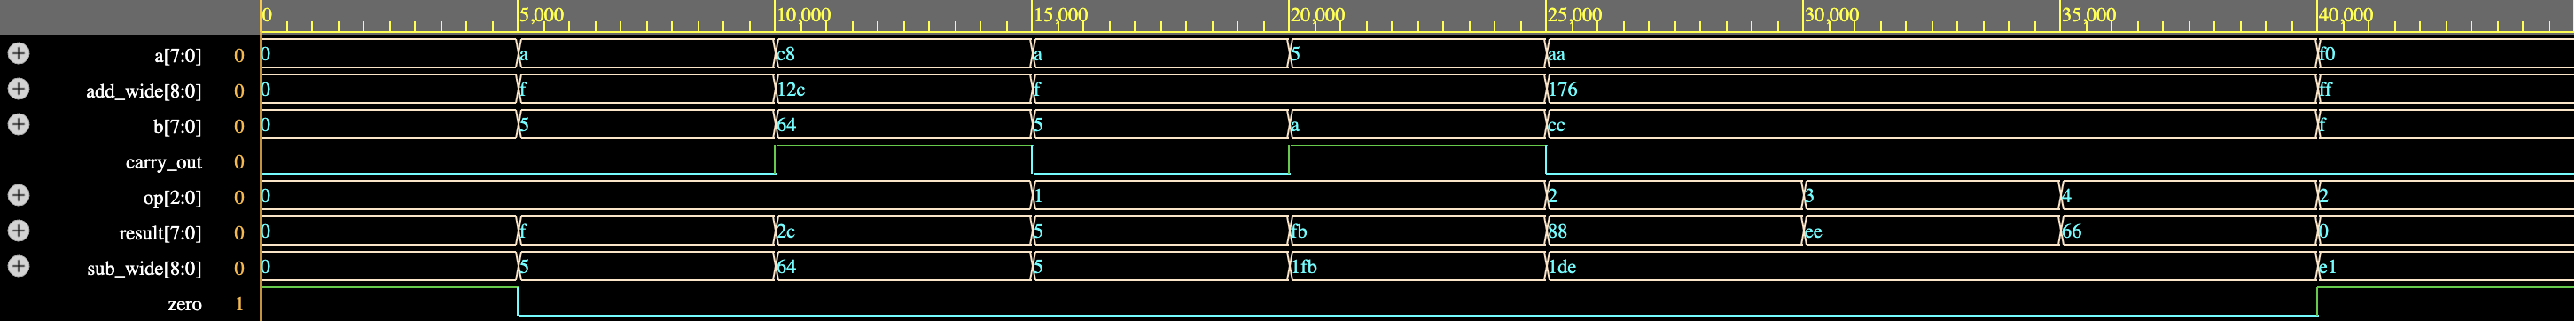 0 5,000 10,000 15,000 20,000 25,000 30,000 35,000 40,000
a[7:0] 0 0 a c8 a 5 aa f0
add_wide[8:0] 0 0 f 12c f 176 ff
b[7:0] 0 0 5 64 5 a cc f
carry_out 0
op[2:0] 0 0 1 2 3 4 2
result[7:0] 0 0 f 2c 5 fb 88 ee 66 0
sub_wide[8:0] 0 0 5 64 5 1fb 1de e1
zero 1